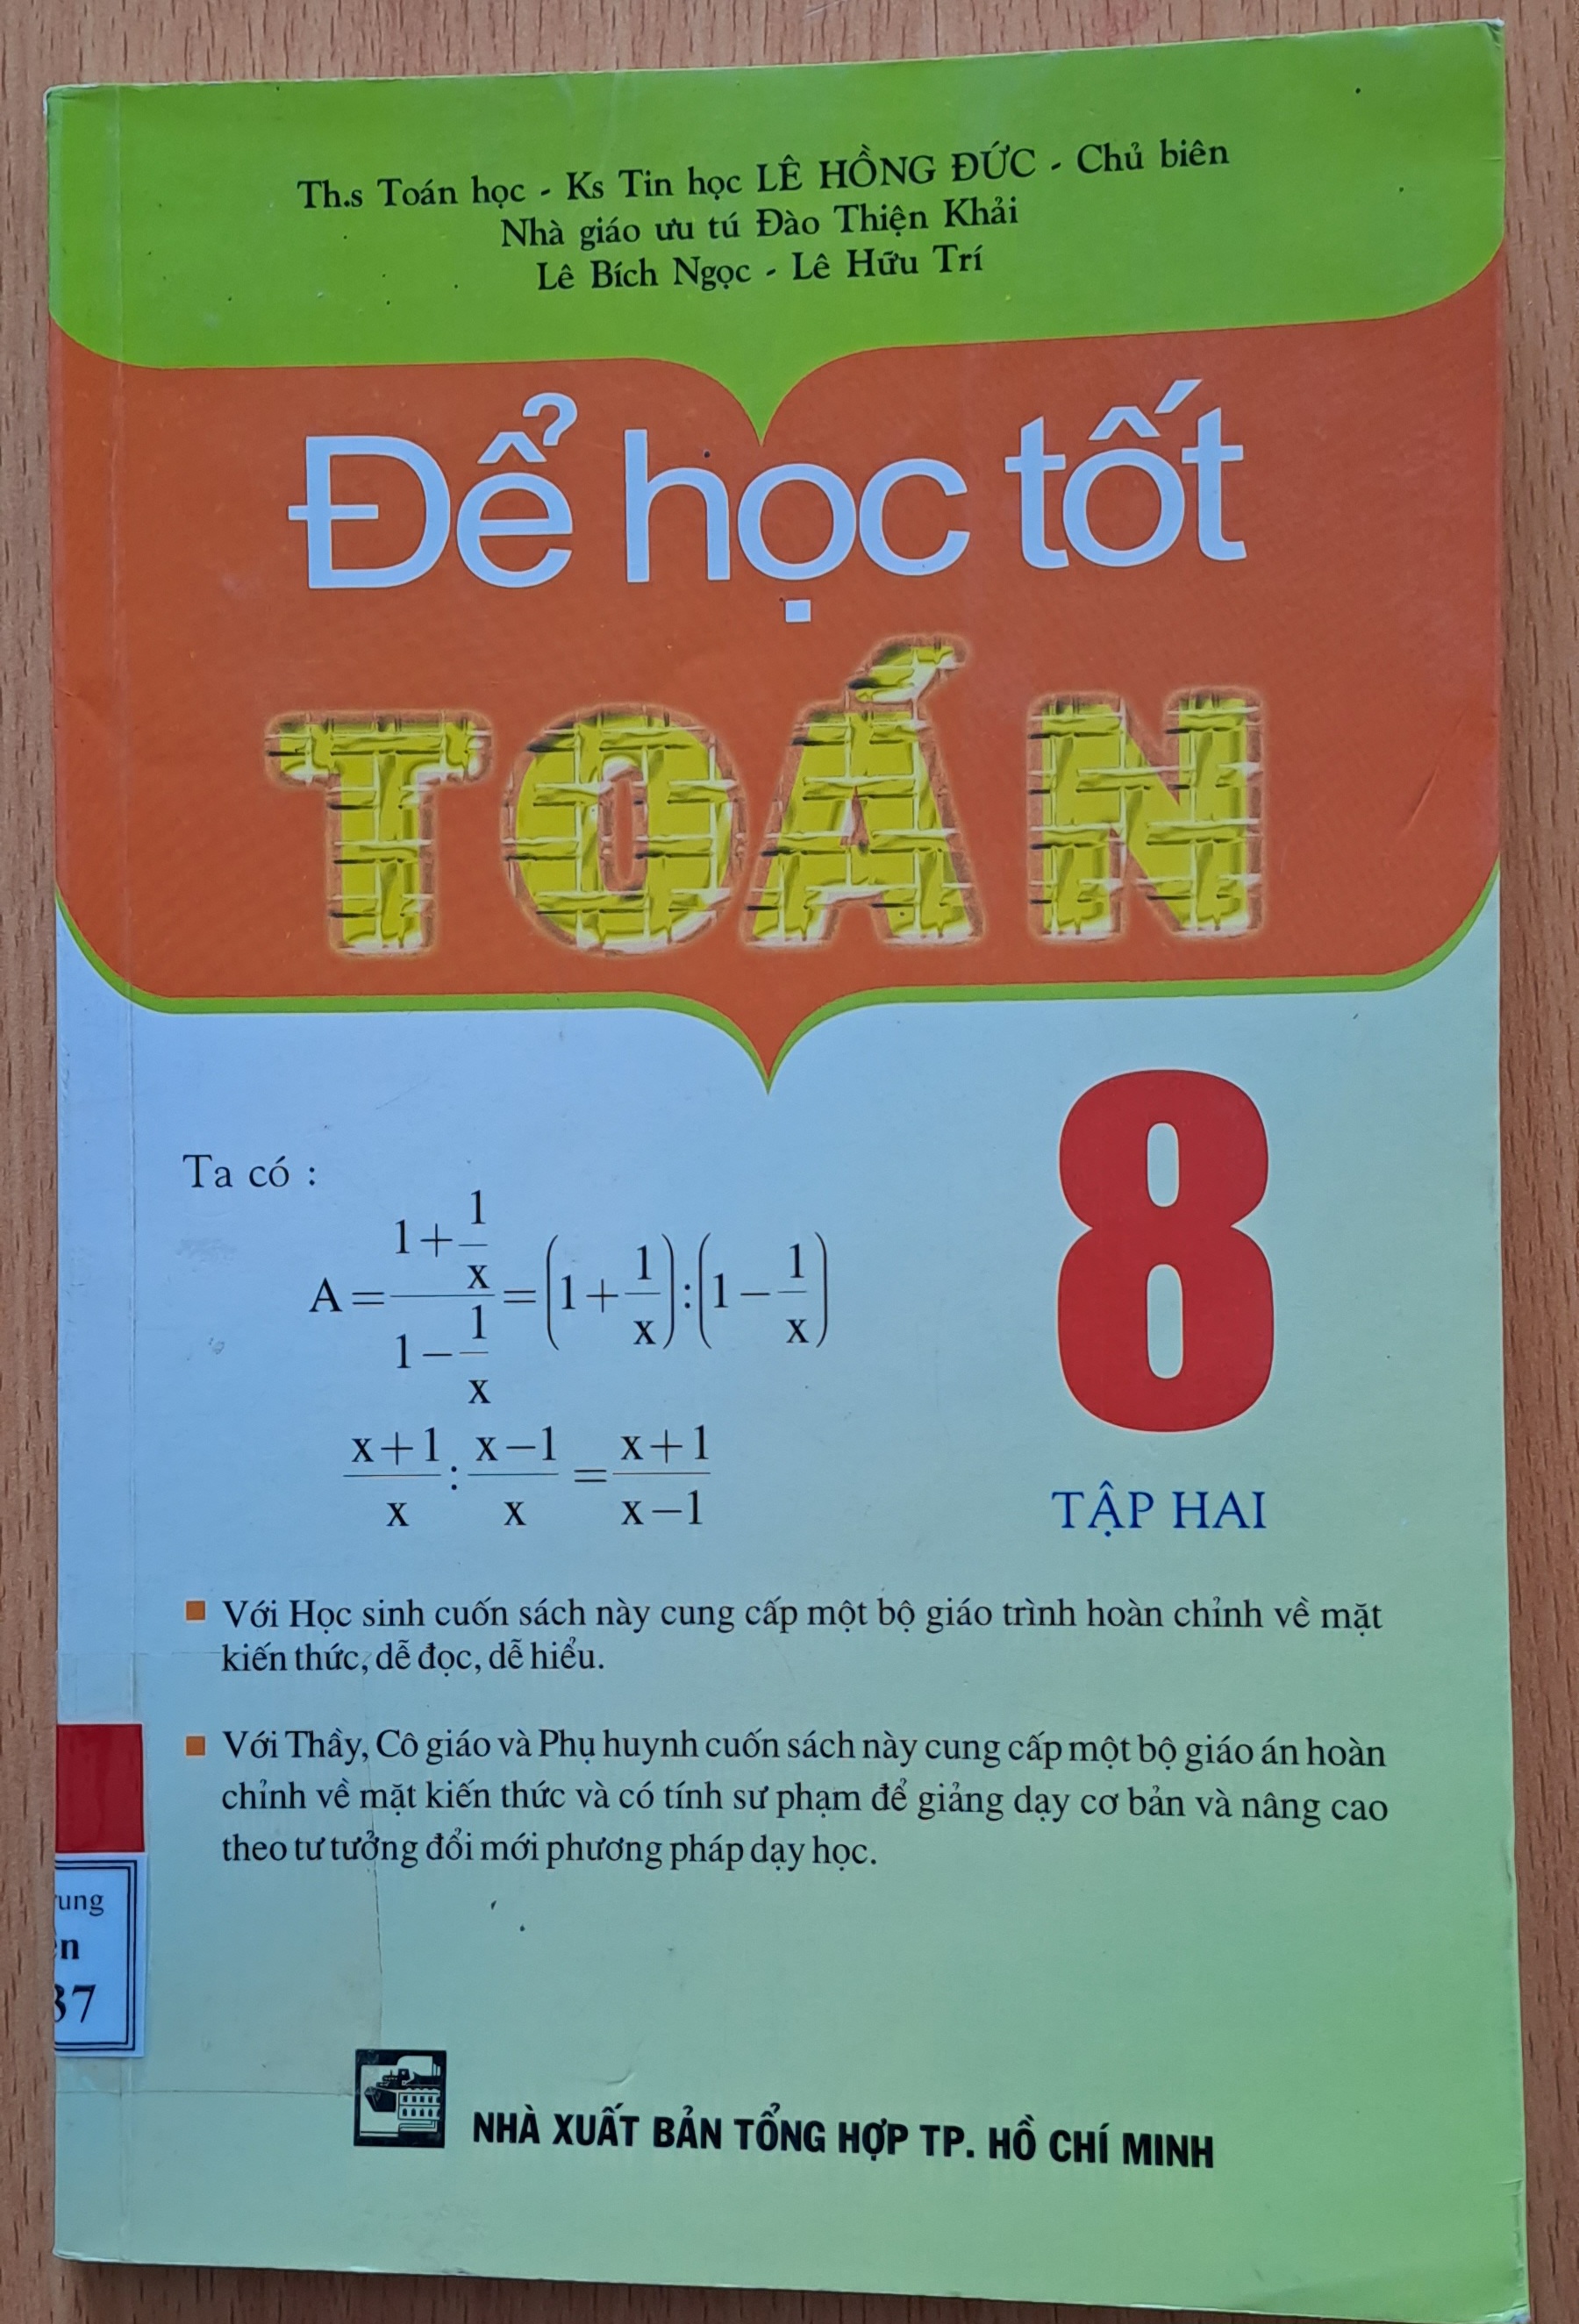 Th.s Toán học - Ks Tin học LÊ HỒNG ĐỨC - Chủ biên
Nhà giáo ưu tú Đào Thiện Khải
Lê Bích Ngọc - Lê Hữu Trí
Để học tốt
TOÁN
8
TẬP HAI
Ta có :
A = (1 + 1/x) / (1 - 1/x) = (1 + 1/x) : (1 - 1/x)
(x+1)/x : (x-1)/x = (x+1)/(x-1)
Với Học sinh cuốn sách này cung cấp một bộ giáo trình hoàn chỉnh về mặt
kiến thức, dễ đọc, dễ hiểu.
Với Thầy, Cô giáo và Phụ huynh cuốn sách này cung cấp một bộ giáo án hoàn
chỉnh về mặt kiến thức và có tính sư phạm để giảng dạy cơ bản và nâng cao
theo tư tưởng đổi mới phương pháp dạy học.
37
NHÀ XUẤT BẢN TỔNG HỢP TP. HỒ CHÍ MINH